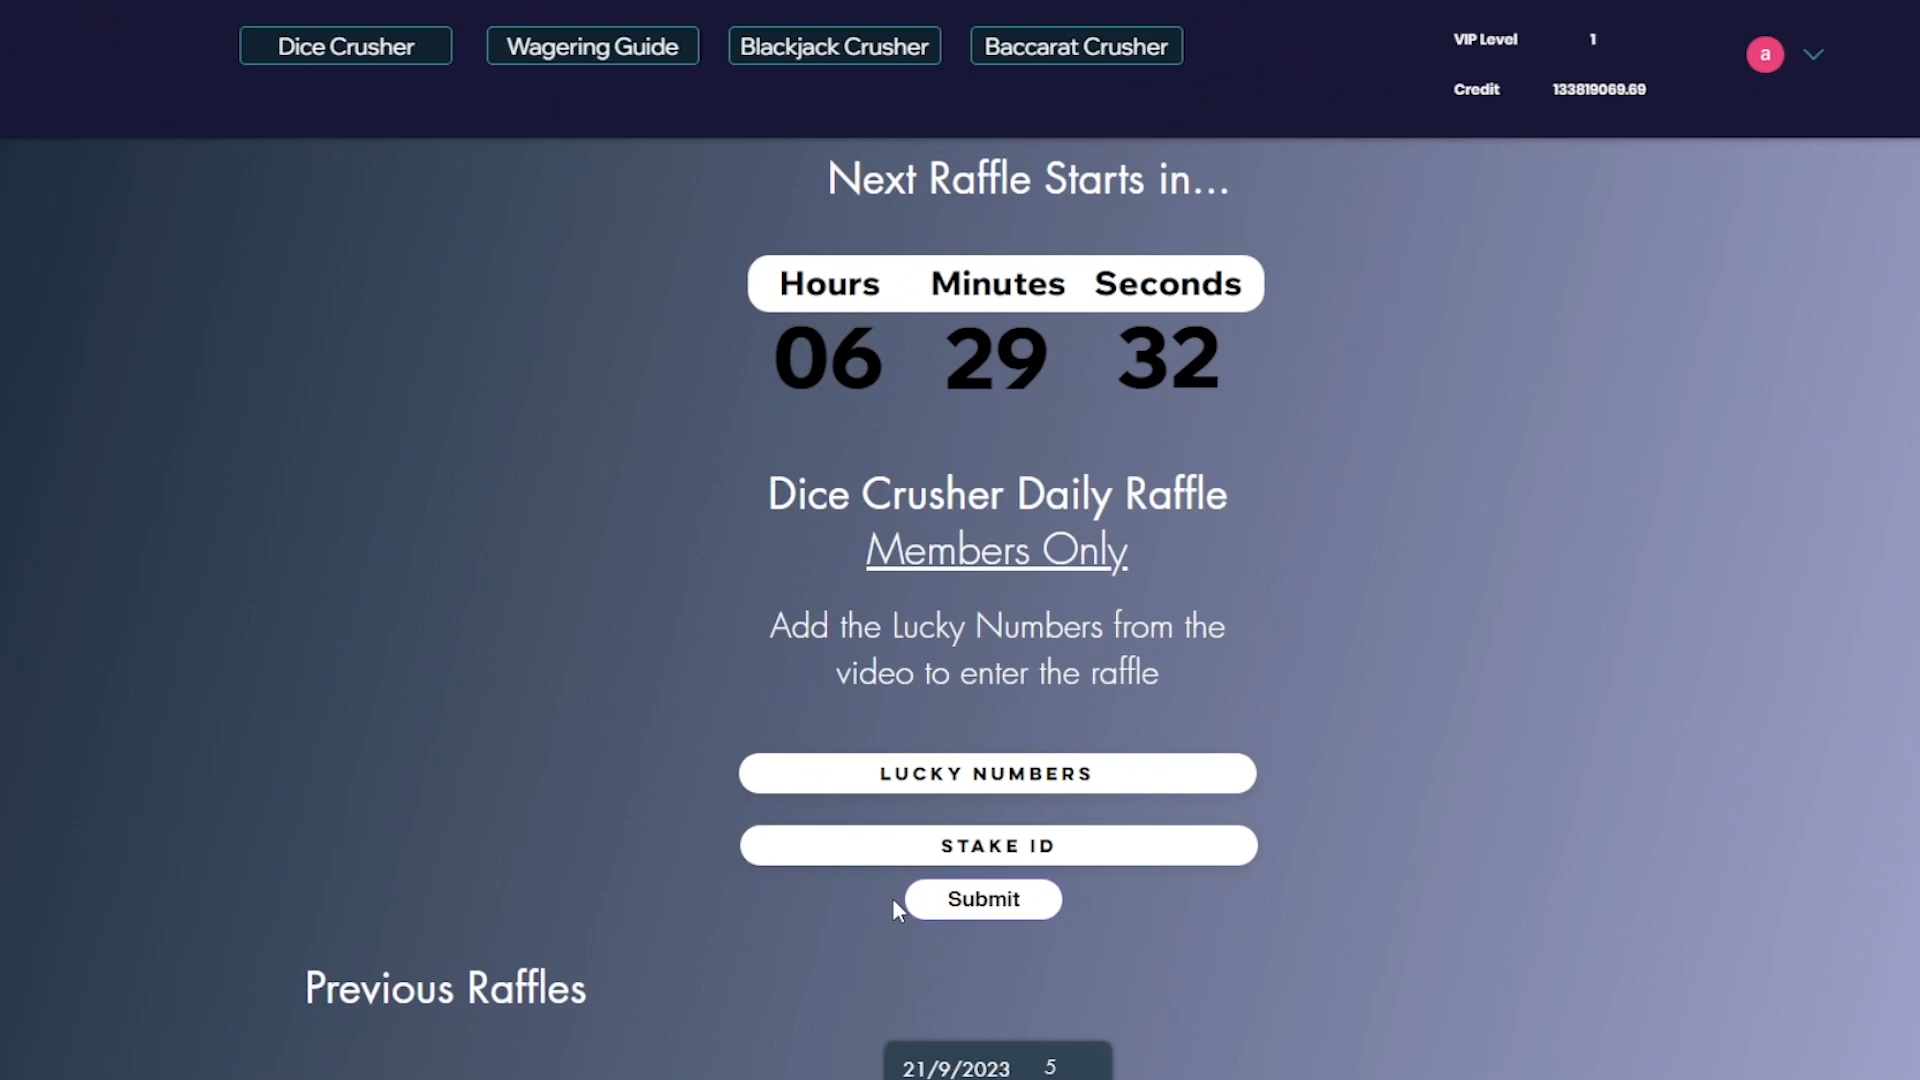 Dice Crusher
Wagering Guide
Blackjack Crusher
Baccarat Crusher
VIP Level 1
Credit 133819069.69
a
Next Raffle Starts in...
Hours Minutes Seconds
06 29 32
Dice Crusher Daily Raffle
Members Only
Add the Lucky Numbers from the
video to enter the raffle
LUCKY NUMBERS
STAKE ID
Submit
Previous Raffles
21/9/2023 5